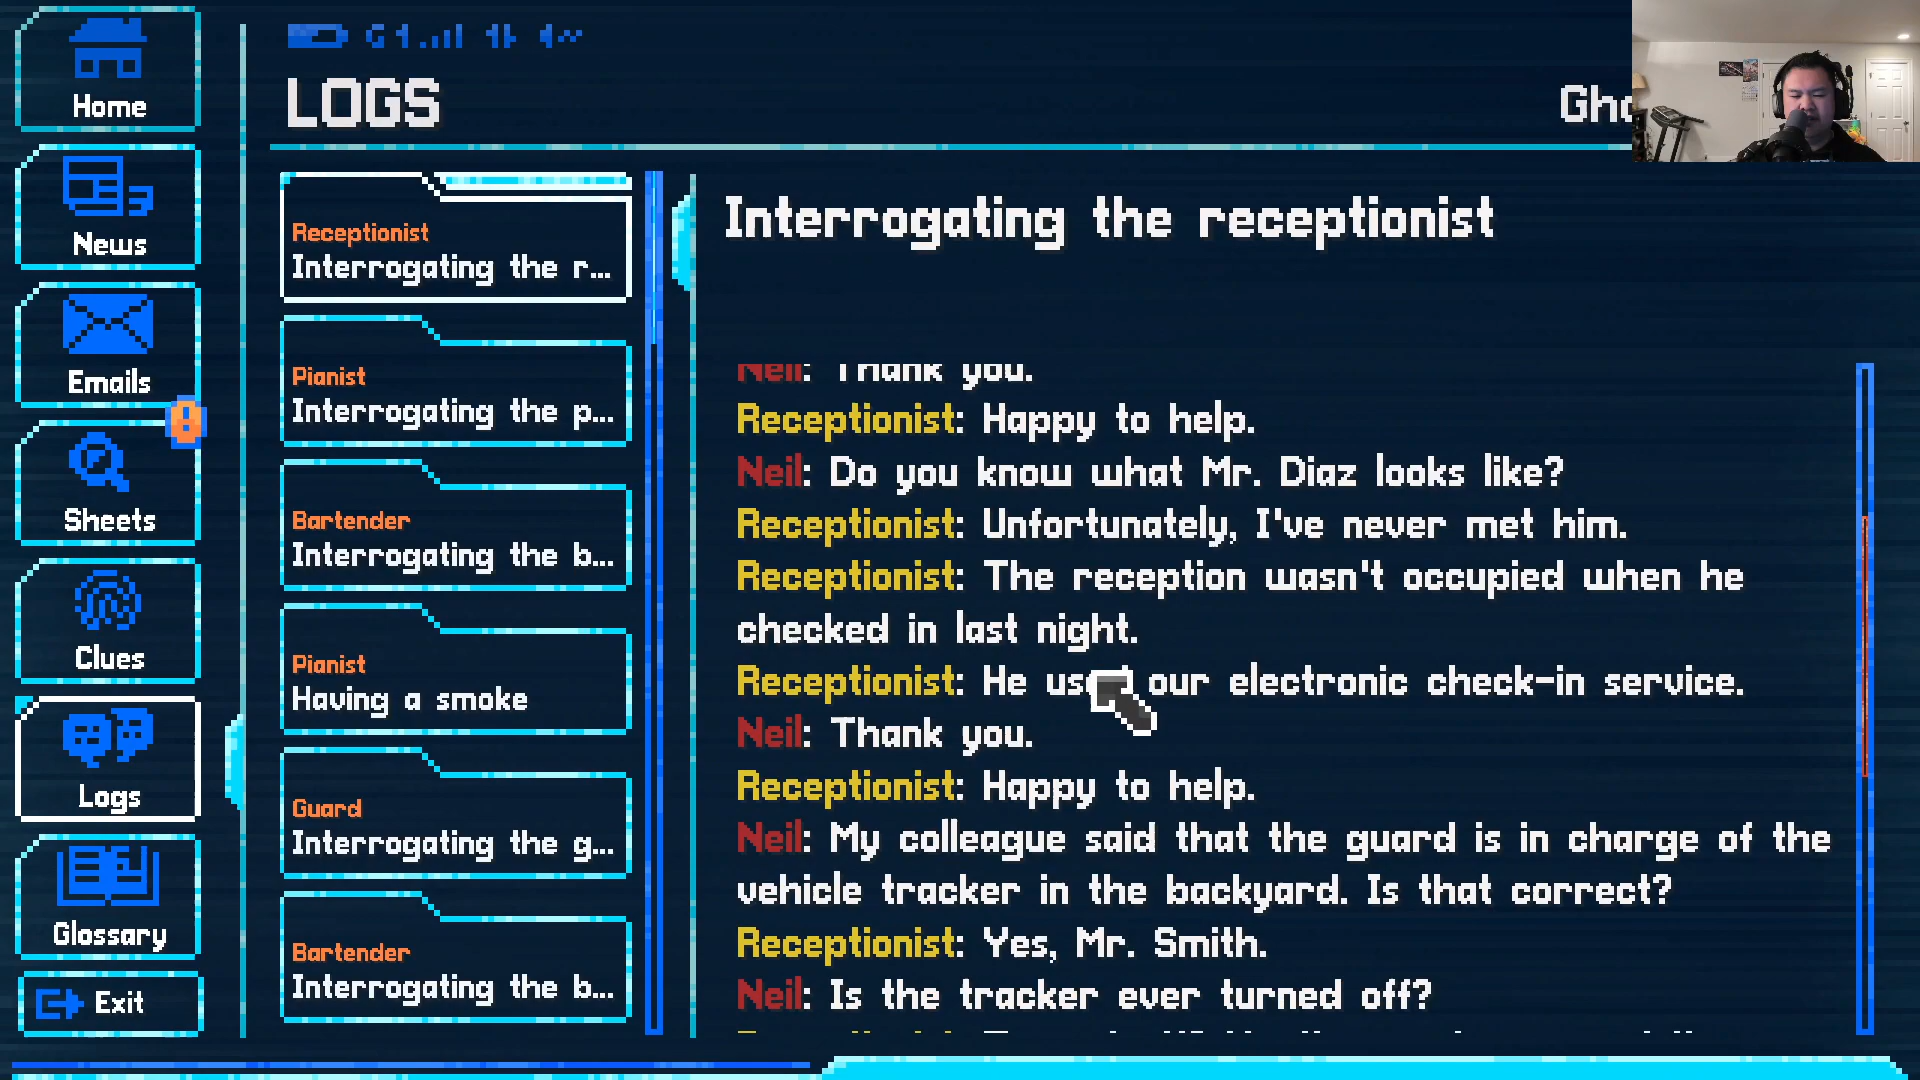 LOGS
Gho
Home
News
Emails
Sheets
Clues
Logs
Glossary
Exit
Receptionist
Interrogating the r...
Pianist
Interrogating the p...
Bartender
Interrogating the b...
Pianist
Having a smoke
Guard
Interrogating the g...
Bartender
Interrogating the b...
Interrogating the receptionist
Neil: Thank you.
Receptionist: Happy to help.
Neil: Do you know what Mr. Diaz looks like?
Receptionist: Unfortunately, I've never met him.
Receptionist: The reception wasn't occupied when he
checked in last night.
Receptionist: He used our electronic check-in service.
Neil: Thank you.
Receptionist: Happy to help.
Neil: My colleague said that the guard is in charge of the
vehicle tracker in the backyard. Is that correct?
Receptionist: Yes, Mr. Smith.
Neil: Is the tracker ever turned off?